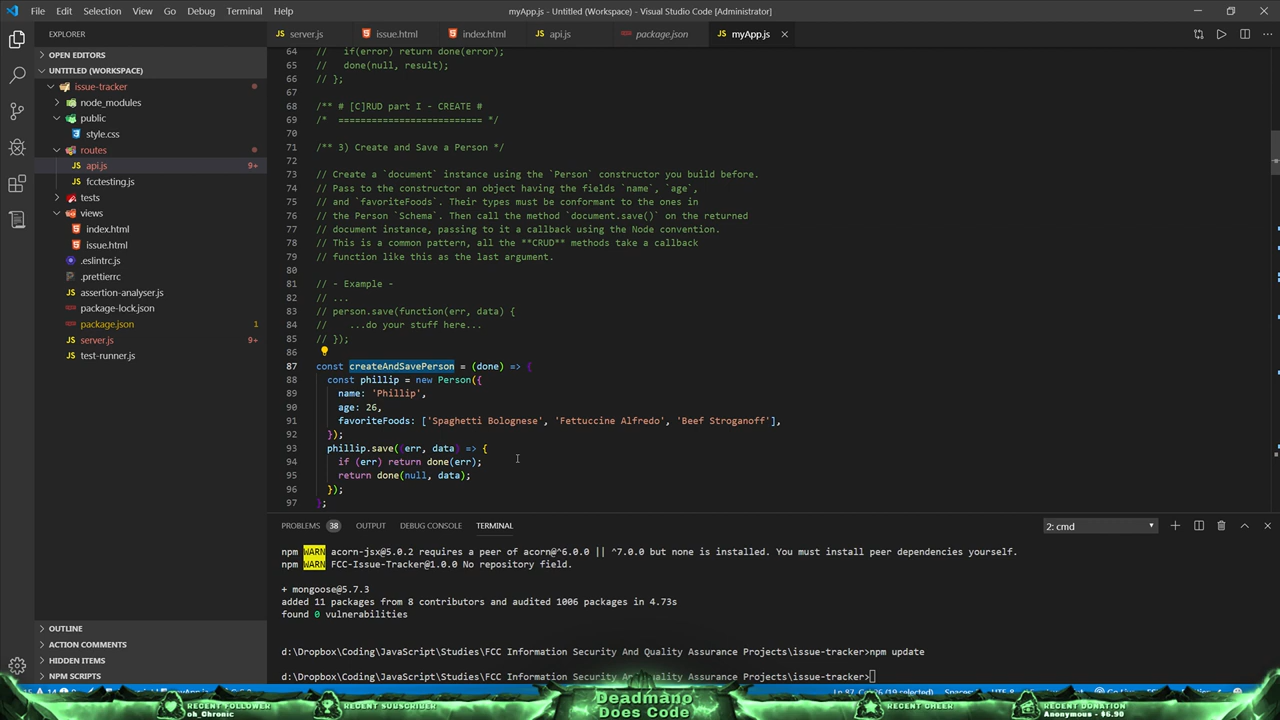 File Edit Selection View Go Debug Terminal Help
myApp.js - Untitled (Workspace) - Visual Studio Code [Administrator]
EXPLORER
JS server.js
issue.html
index.html
JS api.js
package.json
JS myApp.js
OPEN EDITORS
UNTITLED (WORKSPACE)
issue-tracker
node_modules
public
style.css
routes
JS api.js 9+
JS fcctesting.js
tests
views
index.html
issue.html
.eslintrc.js
.prettierrc
JS assertion-analyser.js
package-lock.json
package.json 1
JS server.js 9+
JS test-runner.js
OUTLINE
ACTION COMMENTS
HIDDEN ITEMS
NPM SCRIPTS
64 // if(error) return done(error);
65 // done(null, result);
66 // };
67
68 /** # [C]RUD part I - CREATE #
69 /* ========================== */
70
71 /** 3) Create and Save a Person */
72
73 // Create a `document` instance using the `Person` constructor you build before.
74 // Pass to the constructor an object having the fields `name`, `age`,
75 // and `favoriteFoods`. Their types must be conformant to the ones in
76 // the Person `Schema`. Then call the method `document.save()` on the returned
77 // document instance, passing to it a callback using the Node convention.
78 // This is a common pattern, all the **CRUD** methods take a callback
79 // function like this as the last argument.
80
81 // - Example -
82 // ...
83 // person.save(function(err, data) {
84 // ...do your stuff here...
85 // });
86
87 const createAndSavePerson = (done) => {
88 const phillip = new Person({
89 name: 'Phillip',
90 age: 26,
91 favoriteFoods: ['Spaghetti Bolognese', 'Fettuccine Alfredo', 'Beef Stroganoff'],
92 });
93 phillip.save((err, data) => {
94 if (err) return done(err);
95 return done(null, data);
96 });
97 };
PROBLEMS 38 OUTPUT DEBUG CONSOLE TERMINAL
2: cmd
npm WARN acorn-jsx@5.0.2 requires a peer of acorn@^6.0.0 || ^7.0.0 but none is installed. You must install peer dependencies yourself.
npm WARN FCC-Issue-Tracker@1.0.0 No repository field.
+ mongoose@5.7.3
added 11 packages from 8 contributors and audited 1006 packages in 4.73s
found 0 vulnerabilities
d:\Dropbox\Coding\JavaScript\Studies\FCC Information Security And Quality Assurance Projects\issue-tracker>npm update
d:\Dropbox\Coding\JavaScript\Studies\FCC Information Security And Quality Assurance Projects\issue-tracker>
Deadmano
Does Code
RECENT FOLLOWER
ob_Chronic
RECENT SUBSCRIBER
RECENT CHEER
RECENT DONATION
Anonymous - $6.90